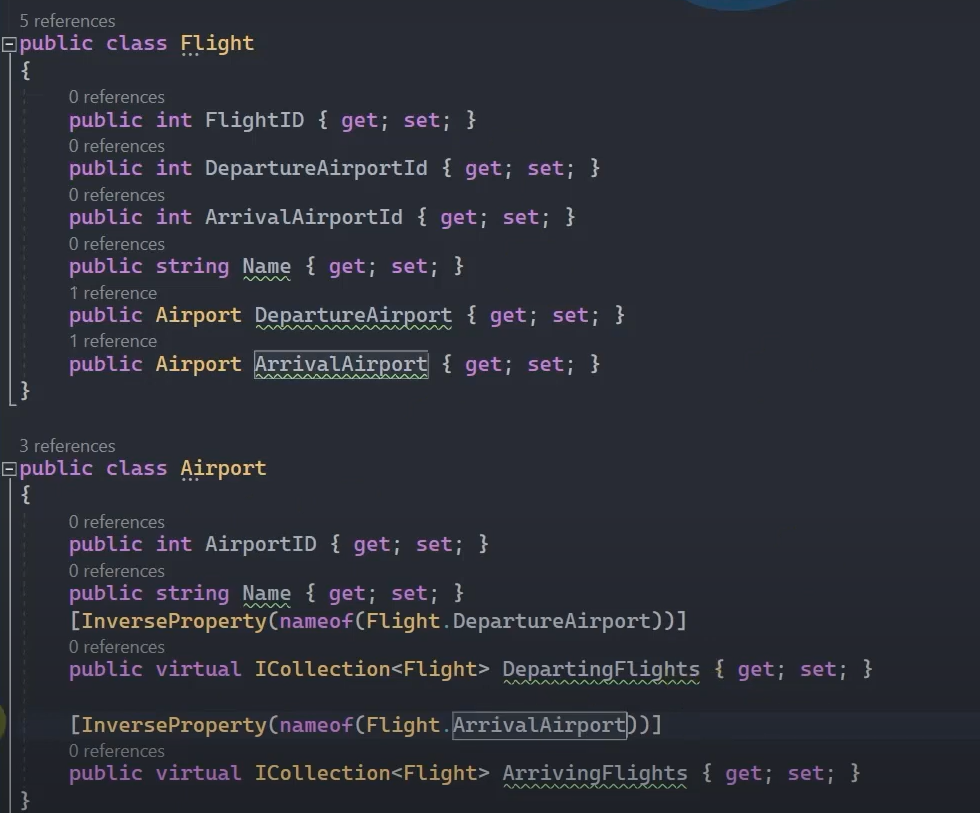 5 references
public class Flight
{
0 references
public int FlightID { get; set; }
0 references
public int DepartureAirportId { get; set; }
0 references
public int ArrivalAirportId { get; set; }
0 references
public string Name { get; set; }
1 reference
public Airport DepartureAirport { get; set; }
1 reference
public Airport ArrivalAirport { get; set; }
}
3 references
public class Airport
{
0 references
public int AirportID { get; set; }
0 references
public string Name { get; set; }
[InverseProperty(nameof(Flight.DepartureAirport))]
0 references
public virtual ICollection<Flight> DepartingFlights { get; set; }
[InverseProperty(nameof(Flight.ArrivalAirport))]
0 references
public virtual ICollection<Flight> ArrivingFlights { get; set; }
}